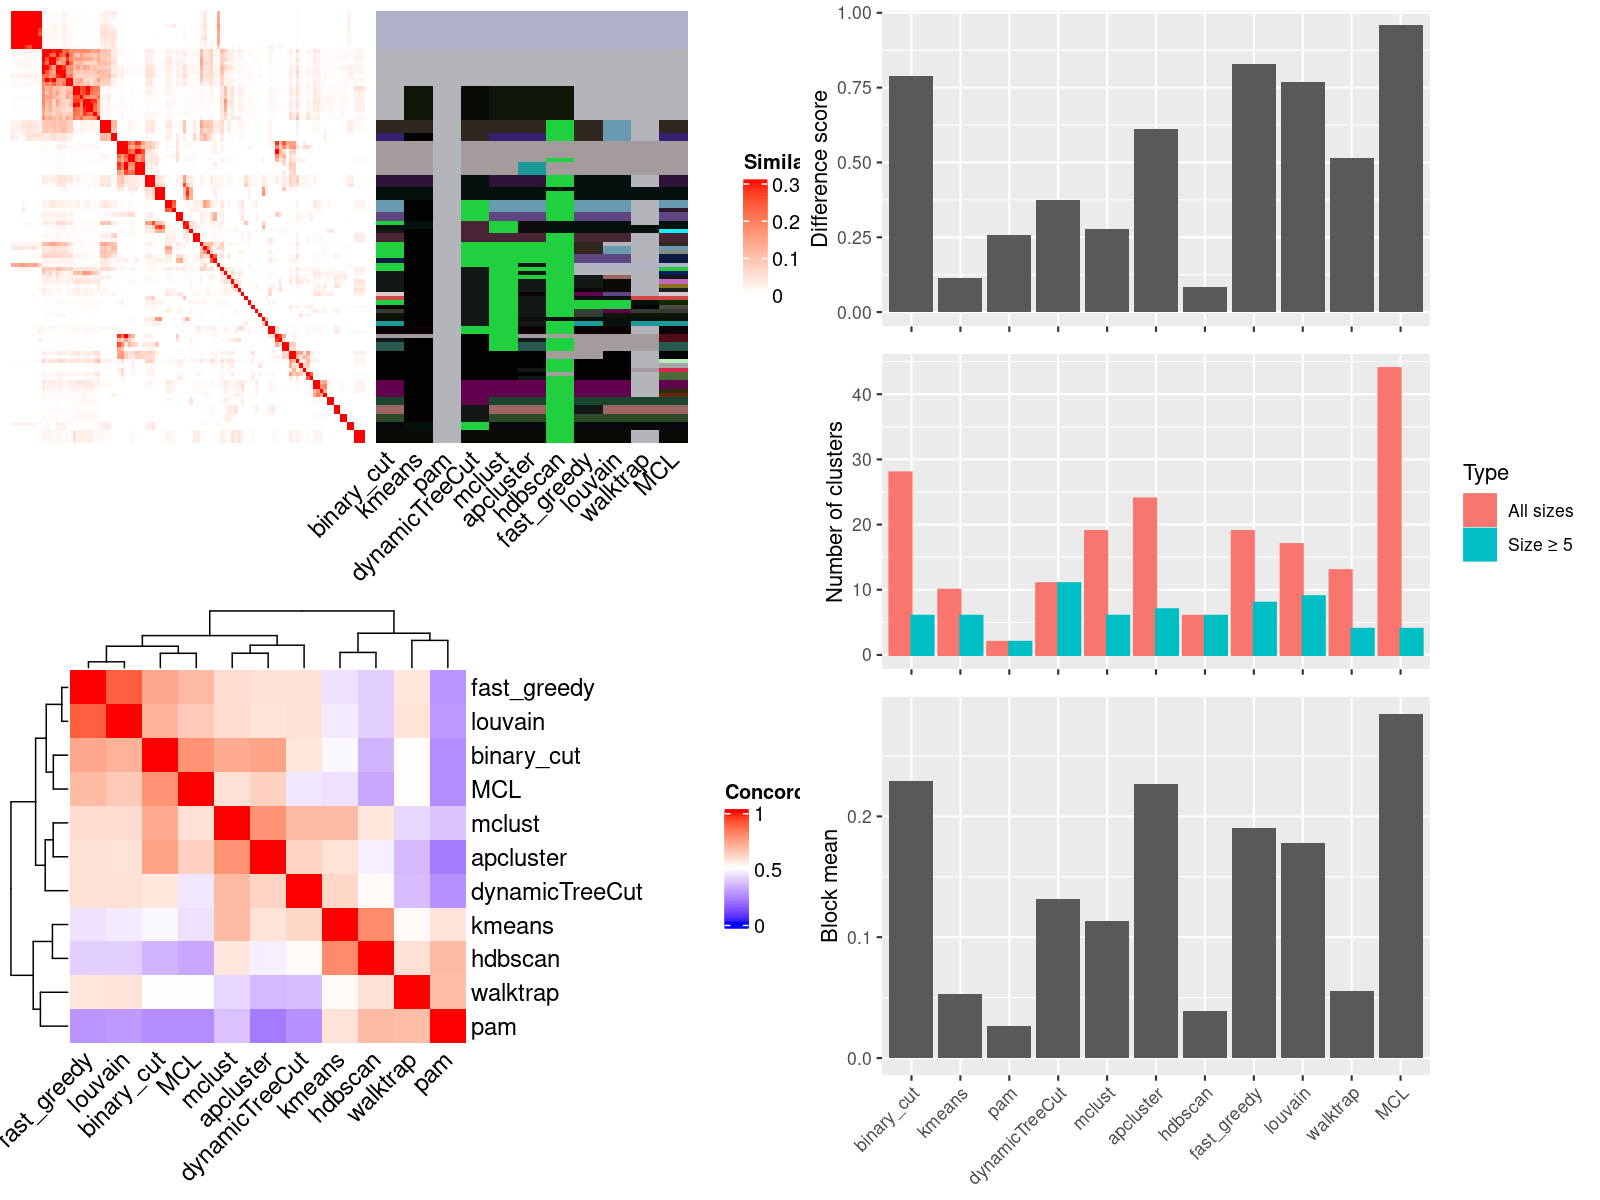 Simila
0.3
0.2
0.1
0
binary_cut
kmeans
pam
dynamicTreeCut
mclust
apcluster
hdbscan
fast_greedy
louvain
walktrap
MCL
fast_greedy
louvain
binary_cut
MCL
mclust
apcluster
dynamicTreeCut
kmeans
hdbscan
walktrap
pam
fast_greedy
louvain
binary_cut
MCL
mclust
apcluster
dynamicTreeCut
kmeans
hdbscan
walktrap
pam
Concord
1
0.5
0
Difference score
1.00
0.75
0.50
0.25
0.00
Number of clusters
40
30
20
10
0
Type
All sizes
Size ≥ 5
Block mean
0.2
0.1
0.0
binary_cut
kmeans
pam
dynamicTreeCut
mclust
apcluster
hdbscan
fast_greedy
louvain
walktrap
MCL